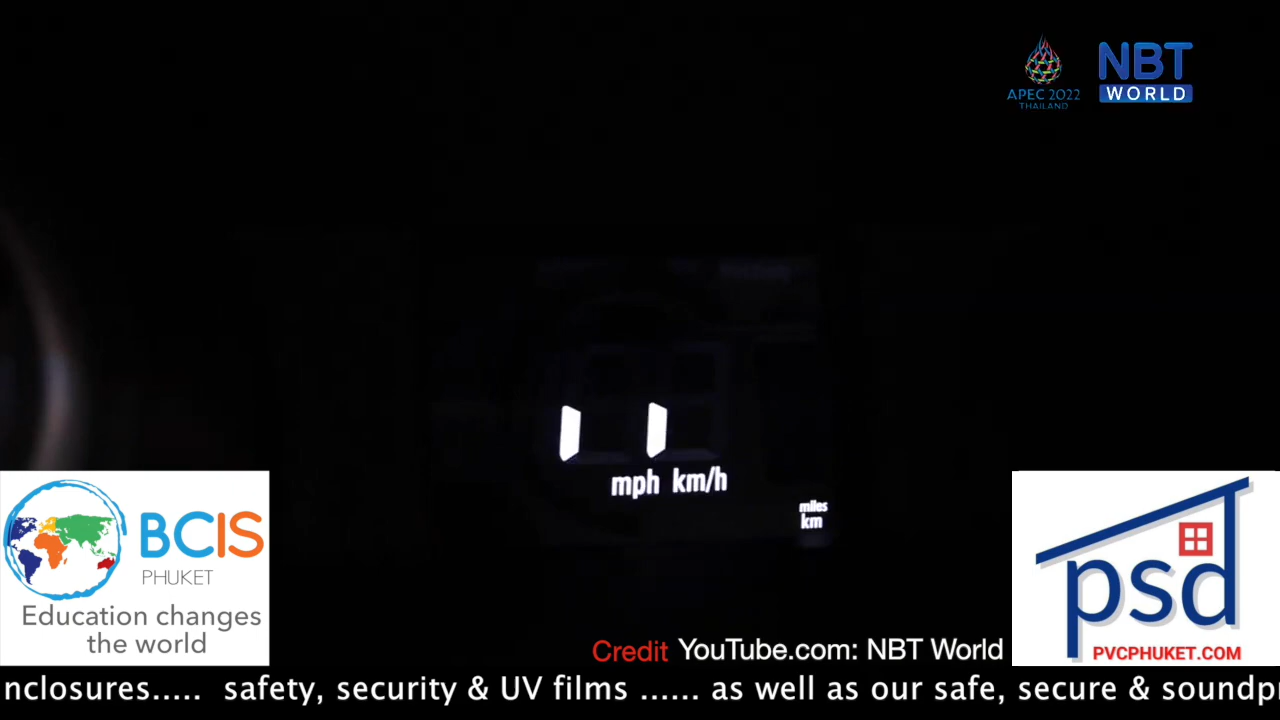 NBT
WORLD
APEC 2022
THAILAND
mph km/h
miles
km
BCIS
PHUKET
Education changes
the world
psd
PVCPHUKET.COM
Credit YouTube.com: NBT World
nclosures..... safety, security & UV films ...... as well as our safe, secure & soundpr